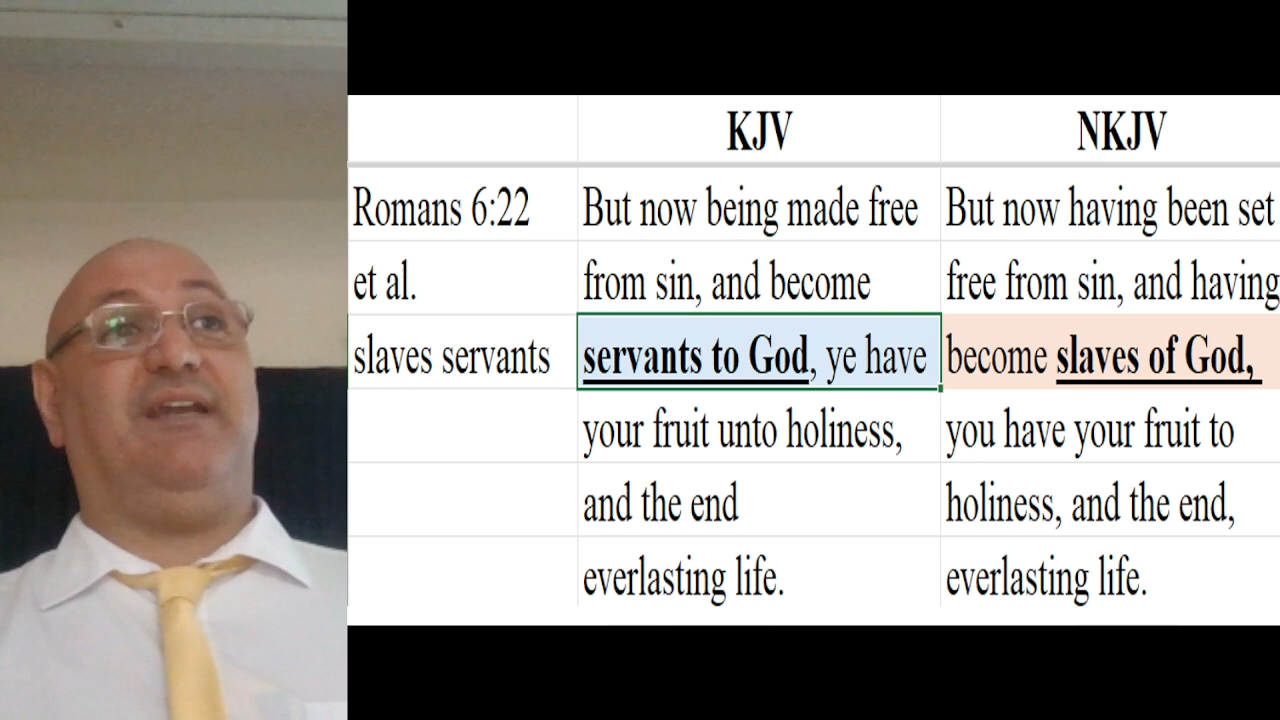 KJV NKJV
Romans 6:22 But now being made free But now having been set
et al. from sin, and become free from sin, and having
slaves servants servants to God, ye have become slaves of God,
your fruit unto holiness, you have your fruit to
and the end holiness, and the end,
everlasting life. everlasting life.